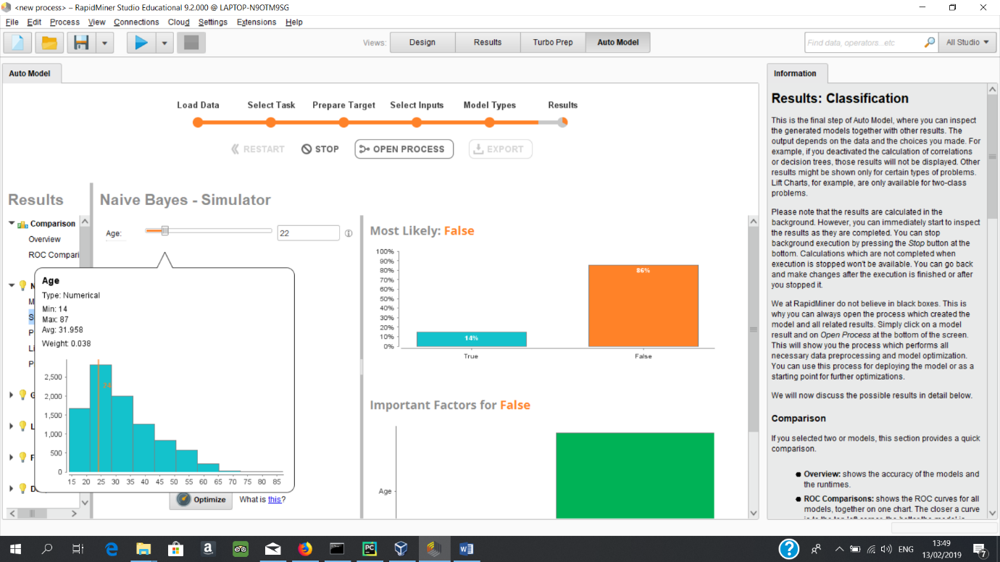 <new process> – RapidMiner Studio Educational 9.2.000 @ LAPTOP-N9OTM9SG
File Edit Process View Connections Cloud Settings Extensions Help
Views: Design Results Turbo Prep Auto Model
Find data, operators...etc
All Studio
Auto Model
Load Data Select Task Prepare Target Select Inputs Model Types Results
RESTART STOP OPEN PROCESS EXPORT
Results
Comparison
Overview
ROC Compari
N
M
S
P
Li
P
G
L
F
D
Naive Bayes - Simulator
Age: 22
Age
Type: Numerical
Min: 14
Max: 87
Avg: 31.958
Weight: 0.038
2,500
2,000
1,500
1,000
500
0
15 20 25 30 35 40 45 50 55 60 65 70 75 80 85
Optimize What is this?
Most Likely: False
100%
90%
80%
70%
60%
50%
40%
30%
20%
10%
0%
14%
86%
True False
Important Factors for False
Age
Information
Results: Classification
This is the final step of Auto Model, where you can inspect
the generated models together with other results. The
output depends on the data and the choices you made. For
example, if you deactivated the calculation of correlations
or decision trees, those results will not be displayed. Other
results might be shown only for certain types of problems.
Lift Charts, for example, are only available for two-class
problems.
Please note that the results are calculated in the
background. However, you can immediately start to inspect
the results as they are completed. You can stop
background execution by pressing the Stop button at the
bottom. Calculations which are not completed when
execution is stopped won't be available. You can go back
and make changes after the execution is finished or after
you stopped it.
We at RapidMiner do not believe in black boxes. This is
why you can always open the process which created the
model and all related results. Simply click on a model
result and on Open Process at the bottom of the screen.
This will show you the process which performs all
necessary data preprocessing and model optimization.
You can use this process for deploying the model or as a
starting point for further optimizations.
We will now discuss the possible results in detail below.
Comparison
If you selected two or models, this section provides a quick
comparison.
Overview: shows the accuracy of the models and
the runtimes.
ROC Comparisons: shows the ROC curves for all
models, together on one chart. The closer a curve
ENG
13:49
13/02/2019
7